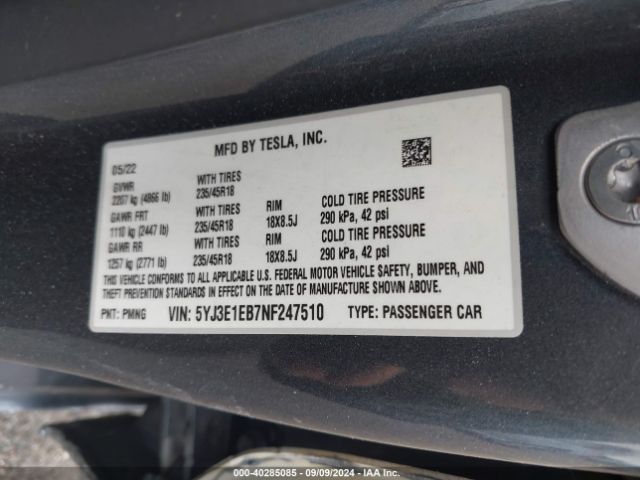 MFD BY TESLA, INC.
05/22
GVWR WITH TIRES
2207 kg (4866 lb) 235/45R18
GAWR FRT WITH TIRES RIM COLD TIRE PRESSURE
1110 kg (2447 lb) 235/45R18 18X8.5J 290 kPa, 42 psi
GAWR RR WITH TIRES RIM COLD TIRE PRESSURE
1257 kg (2771 lb) 235/45R18 18X8.5J 290 kPa, 42 psi
THIS VEHICLE CONFORMS TO ALL APPLICABLE U.S. FEDERAL MOTOR VEHICLE SAFETY, BUMPER, AND
THEFT PREVENTION STANDARDS IN EFFECT ON THE DATE OF MANUFACTURE SHOWN ABOVE.
PNT: PMNG VIN: 5YJ3E1EB7NF247510 TYPE: PASSENGER CAR
000-40285085 - 09/09/2024 - IAA Inc.